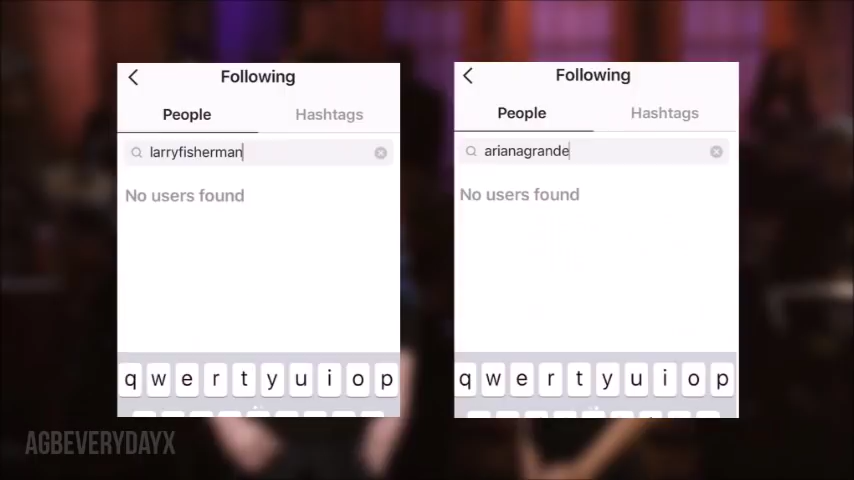 Following
People Hashtags
larryfisherman
No users found
q w e r t y u i o p
Following
People Hashtags
arianagrande
No users found
q w e r t y u i o p
AGBEVERYDAYX